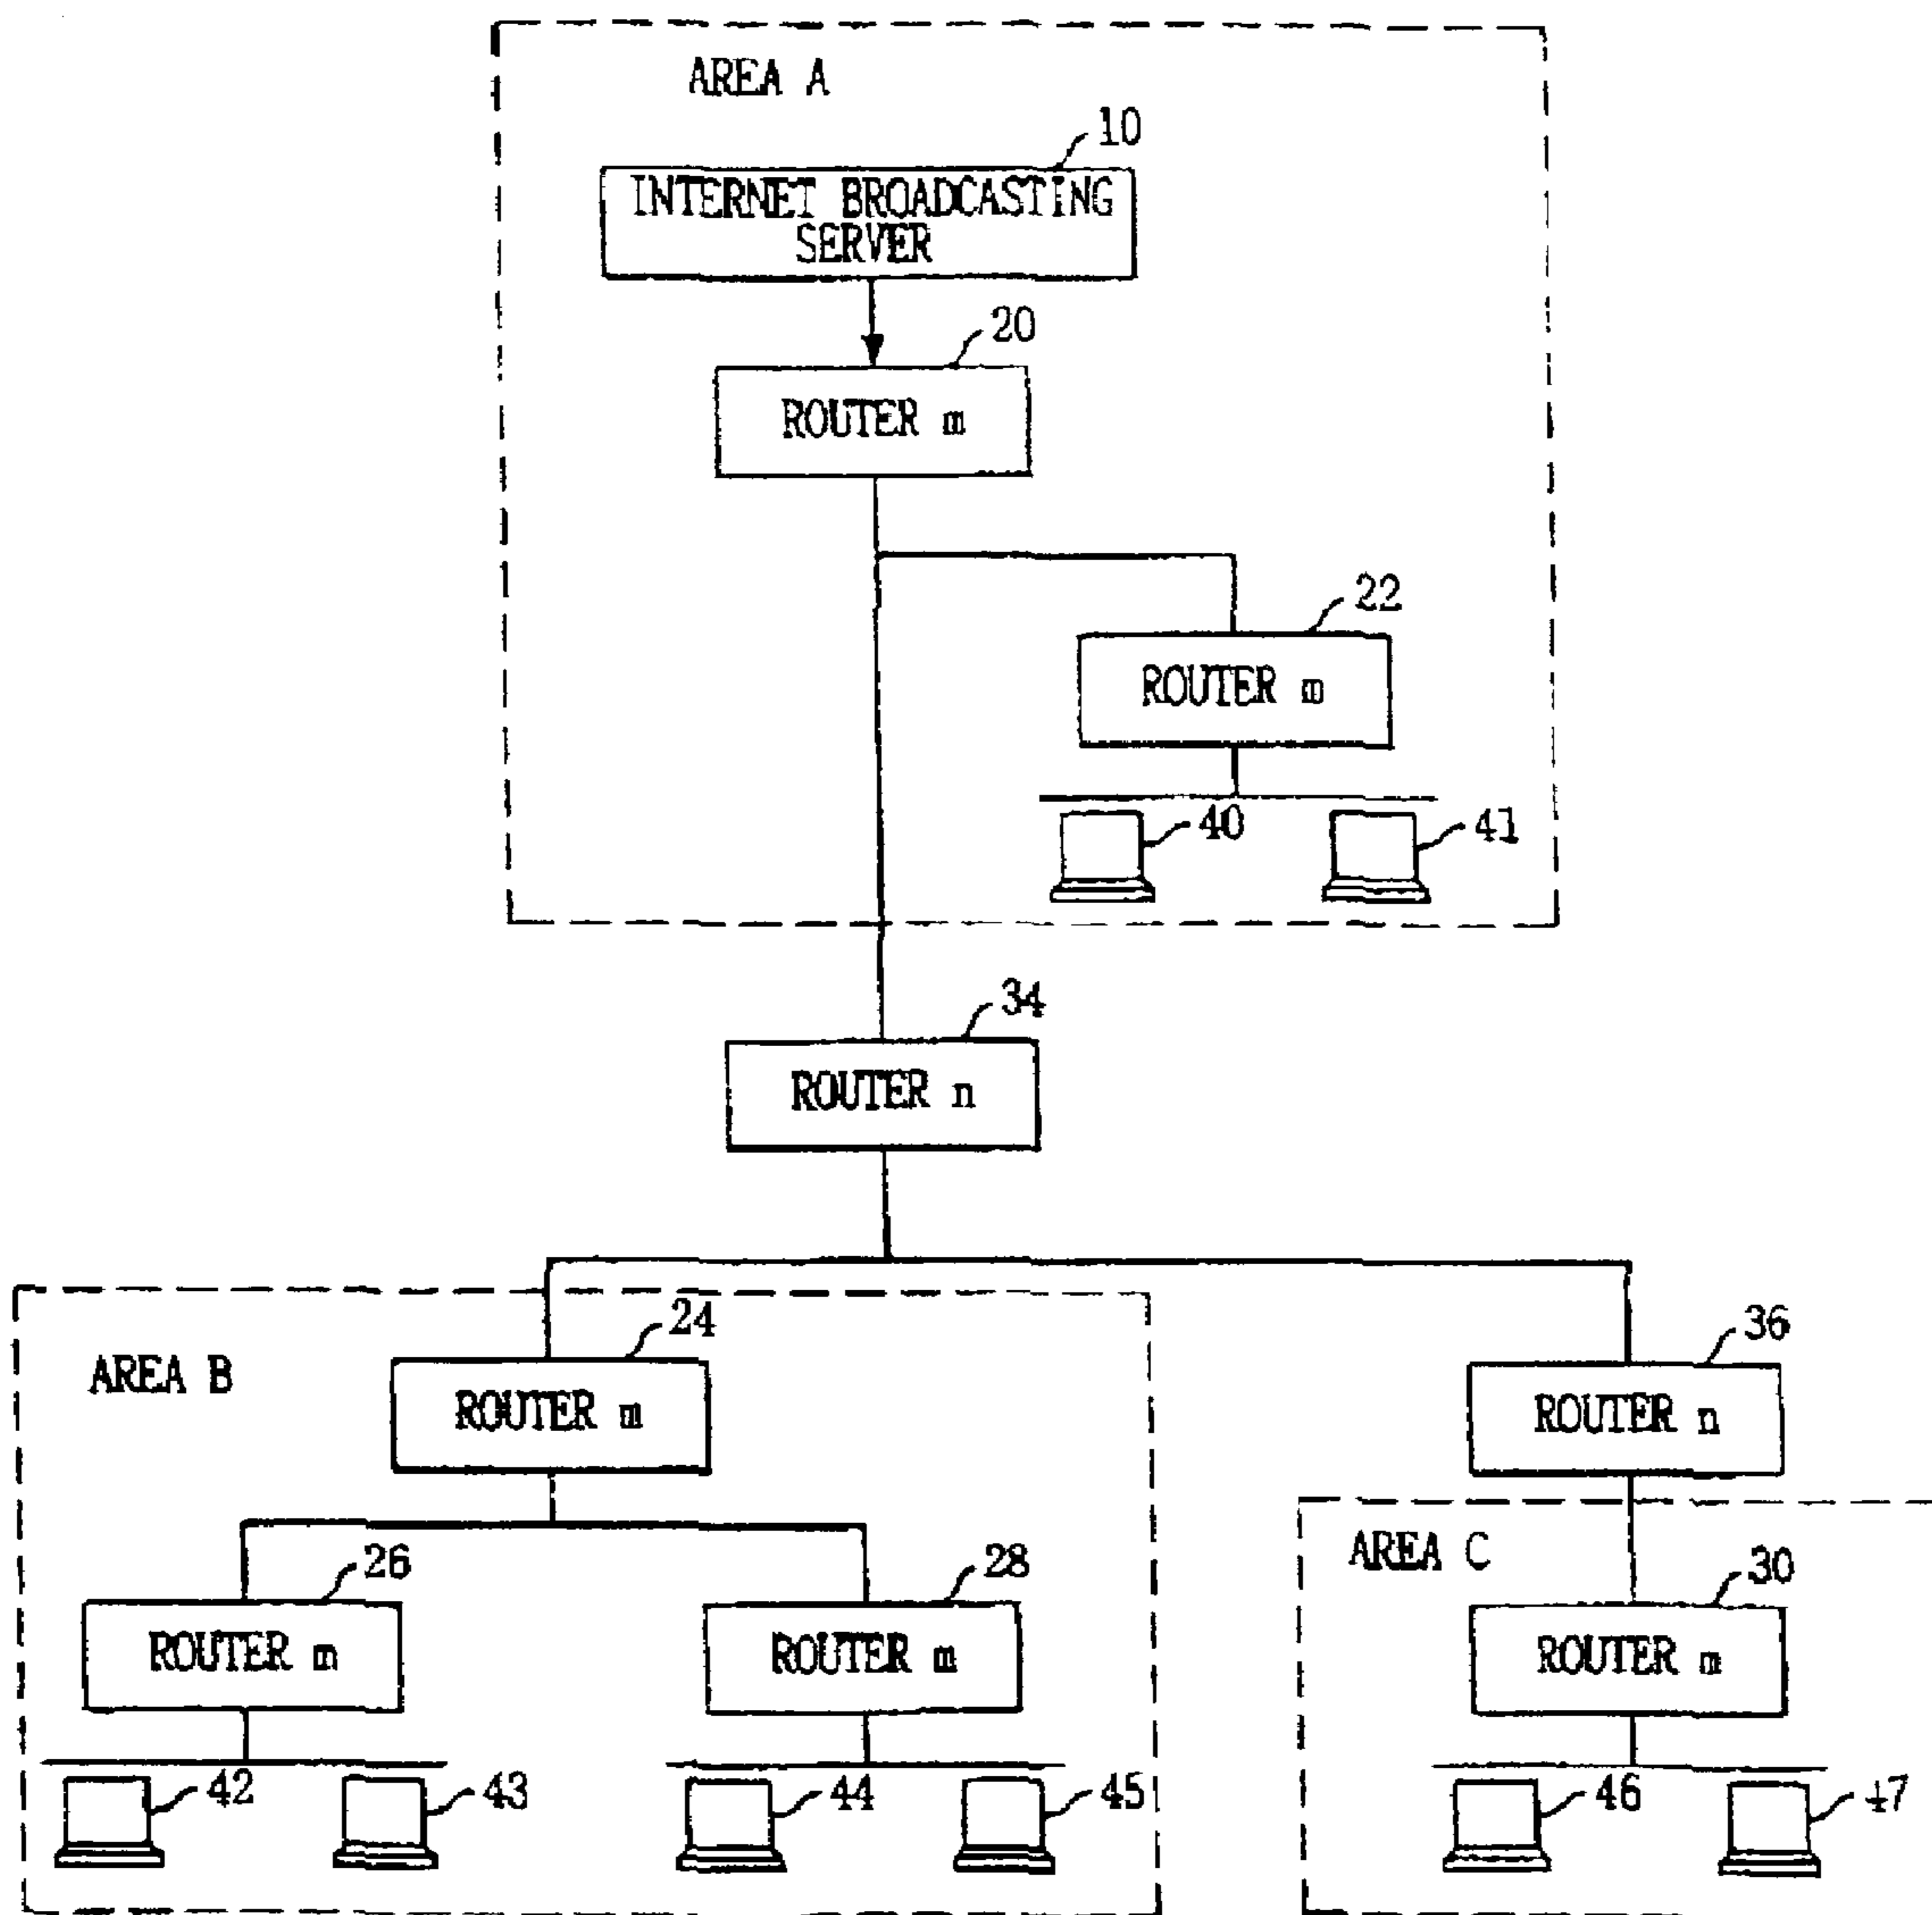 AREA A
10
INTERNET BROADCASTING
SERVER
20
ROUTER m
22
ROUTER m
40
41
34
ROUTER n
24
36
AREA B
ROUTER m
ROUTER n
26
28
AREA C
30
ROUTER m
ROUTER m
ROUTER m
42
43
44
45
46
47